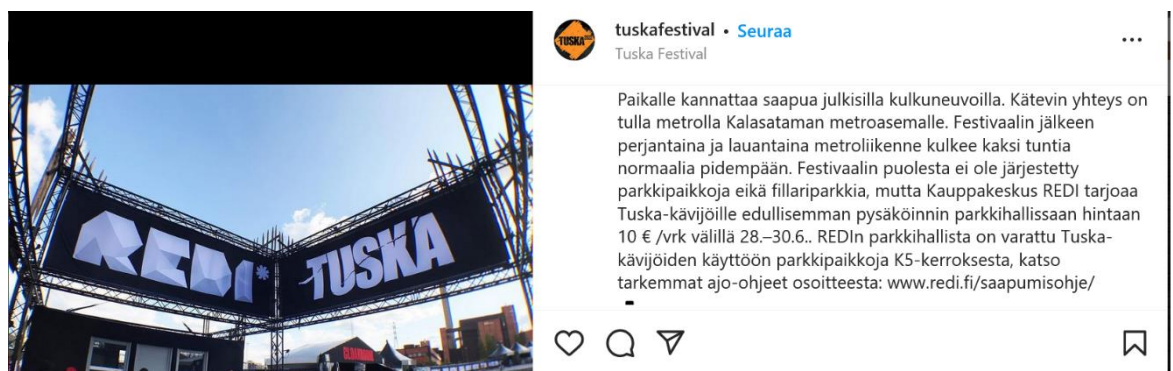 REDI*
TUSKA
TUSKA
tuskafestival • Seuraa
Tuska Festival
Paikalle kannattaa saapua julkisilla kulkuneuvoilla. Kätevin yhteys on
tulla metrolla Kalasataman metroasemalle. Festivaalin jälkeen
perjantaina ja lauantaina metroliikenne kulkee kaksi tuntia
normaalia pidempään. Festivaalin puolesta ei ole järjestetty
parkkipaikkoja eikä fillariparkkia, mutta Kauppakeskus REDI tarjoaa
Tuska-kävijöille edullisemman pysäköinnin parkkihallissaan hintaan
10 € /vrk välillä 28.–30.6.. REDIn parkkihallista on varattu Tuska-
kävijöiden käyttöön parkkipaikkoja K5-kerroksesta, katso
tarkemmat ajo-ohjeet osoitteesta: www.redi.fi/saapumisohje/